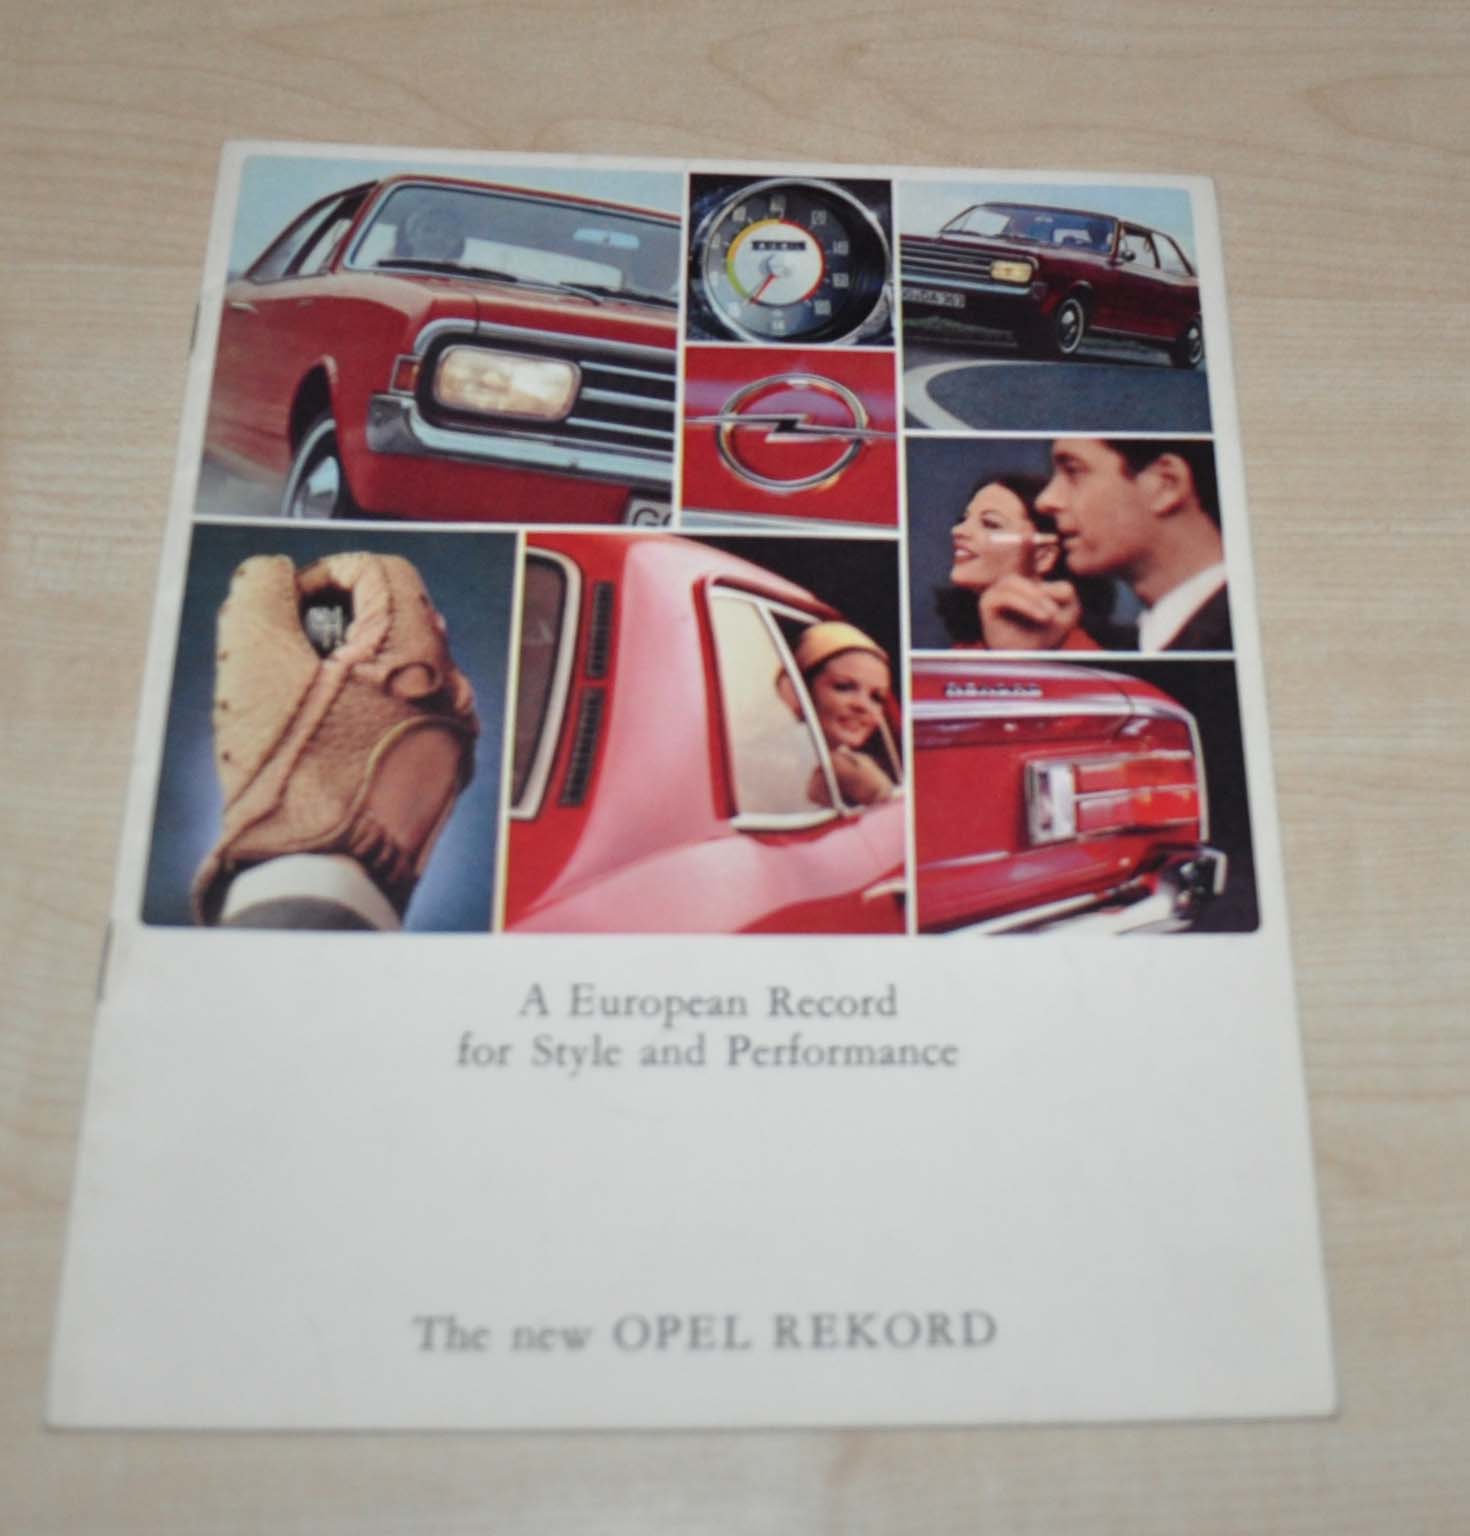 A European Record
for Style and Performance
The new OPEL REKORD